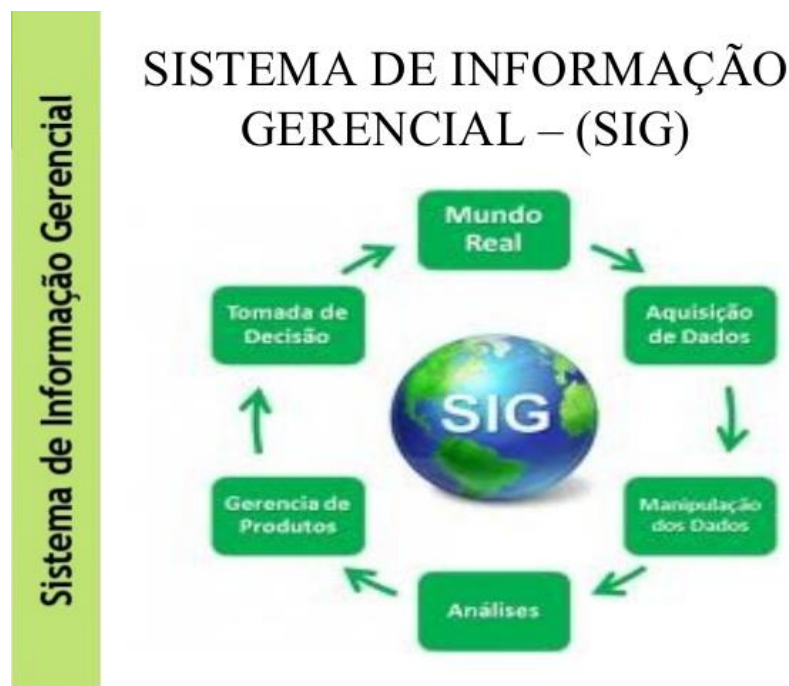 Sistema de Informação Gerencial
SISTEMA DE INFORMAÇÃO
GERENCIAL – (SIG)
Mundo
Real
Aquisição
de Dados
Manipulação
dos Dados
Análises
Gerencia de
Produtos
Tomada de
Decisão
SIG